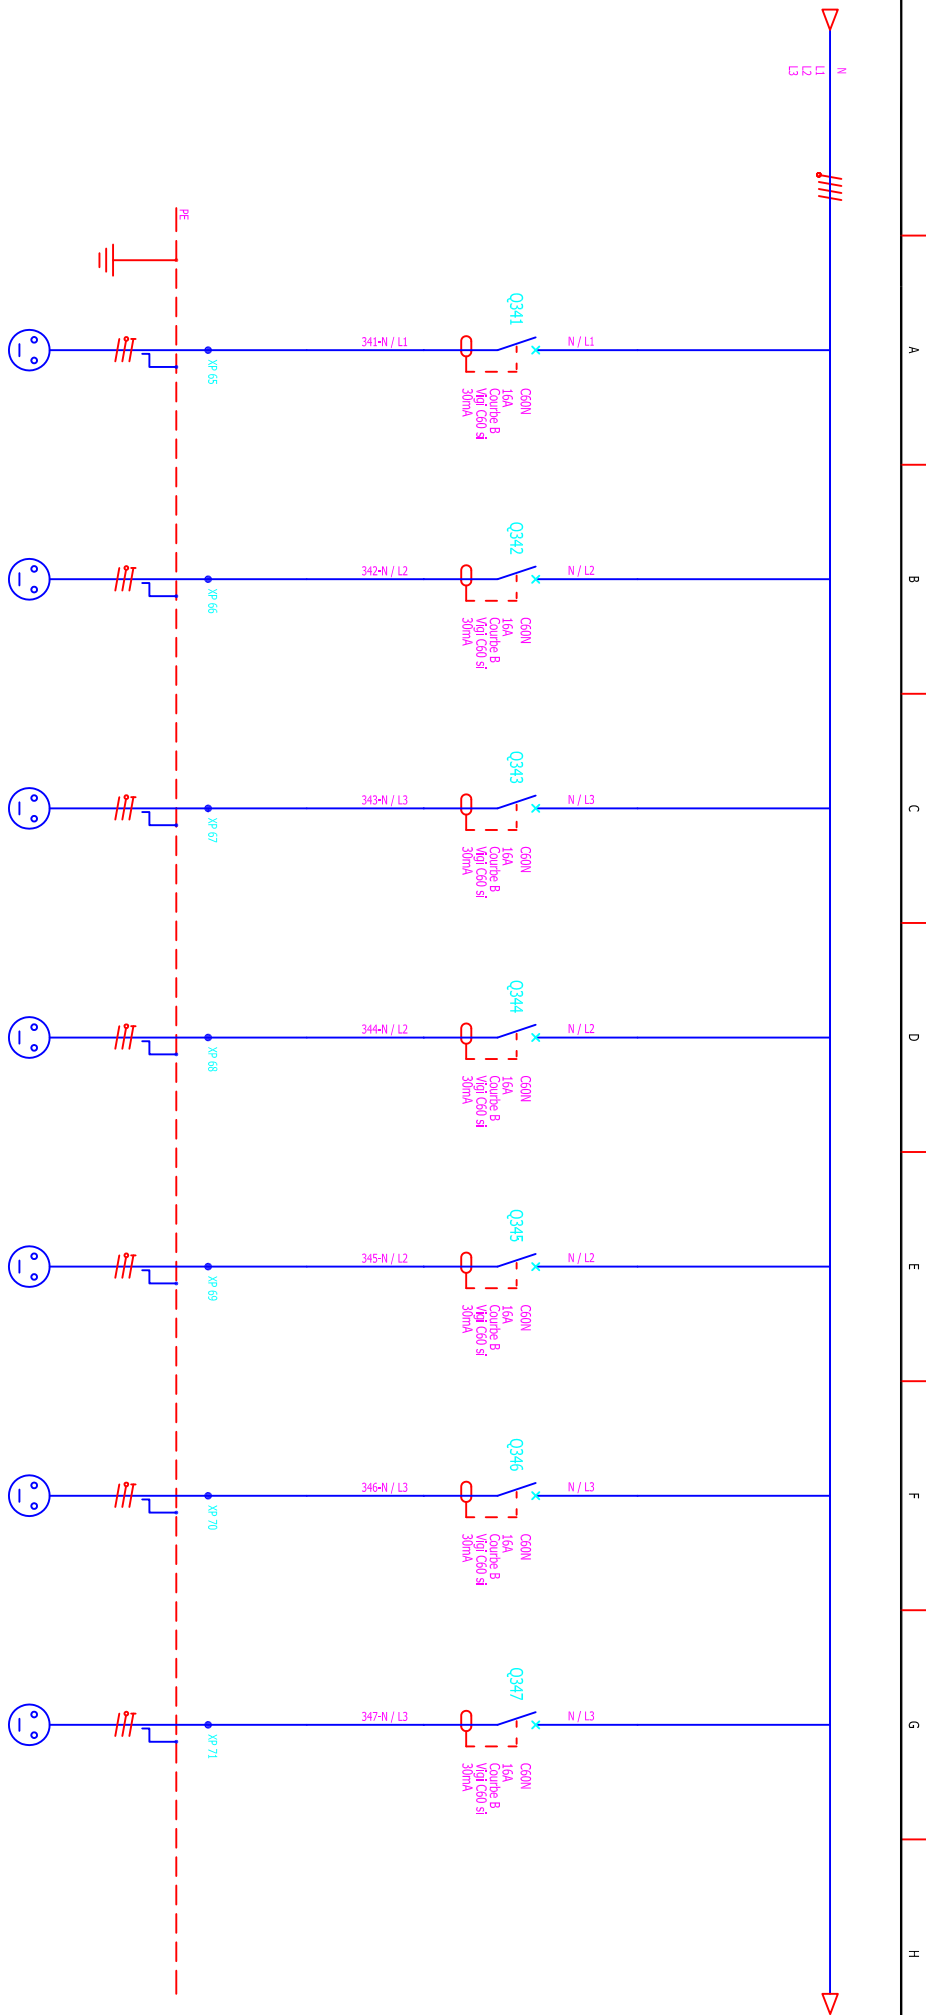 A
B
C
D
E
F
G
H
N
L1
L2
L3
N / L1
Q341
C60N
16A
Courbe B
Vigi C60 si
30mA
341-N / L1
XP 65
N / L2
Q342
C60N
16A
Courbe B
Vigi C60 si
30mA
342-N / L2
XP 66
N / L3
Q343
C60N
16A
Courbe B
Vigi C60 si
30mA
343-N / L3
XP 67
N / L2
Q344
C60N
16A
Courbe B
Vigi C60 si
30mA
344-N / L2
XP 68
N / L2
Q345
C60N
16A
Courbe B
Vigi C60 si
30mA
345-N / L2
XP 69
N / L3
Q346
C60N
16A
Courbe B
Vigi C60 si
30mA
346-N / L3
XP 70
N / L3
Q347
C60N
16A
Courbe B
Vigi C60 si
30mA
347-N / L3
XP 71
PE